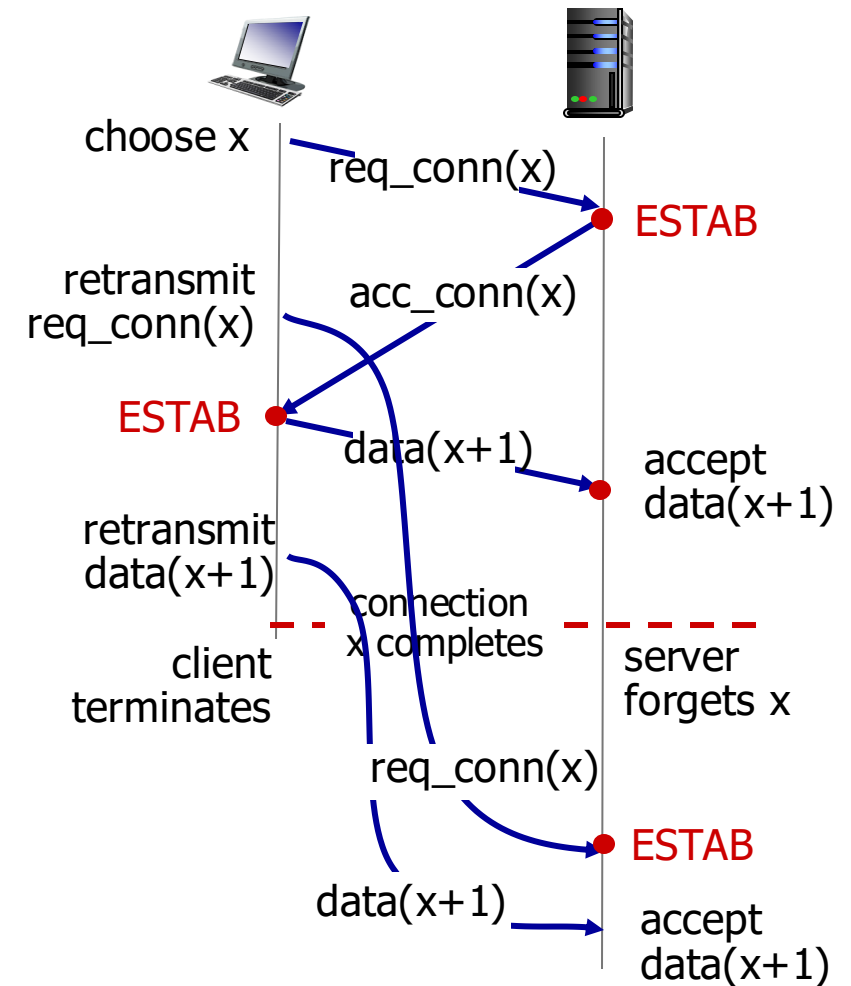 choose x
req_conn(x)
ESTAB
retransmit
req_conn(x)
acc_conn(x)
ESTAB
data(x+1)
accept
data(x+1)
retransmit
data(x+1)
connection
x completes
client
terminates
server
forgets x
req_conn(x)
ESTAB
data(x+1)
accept
data(x+1)